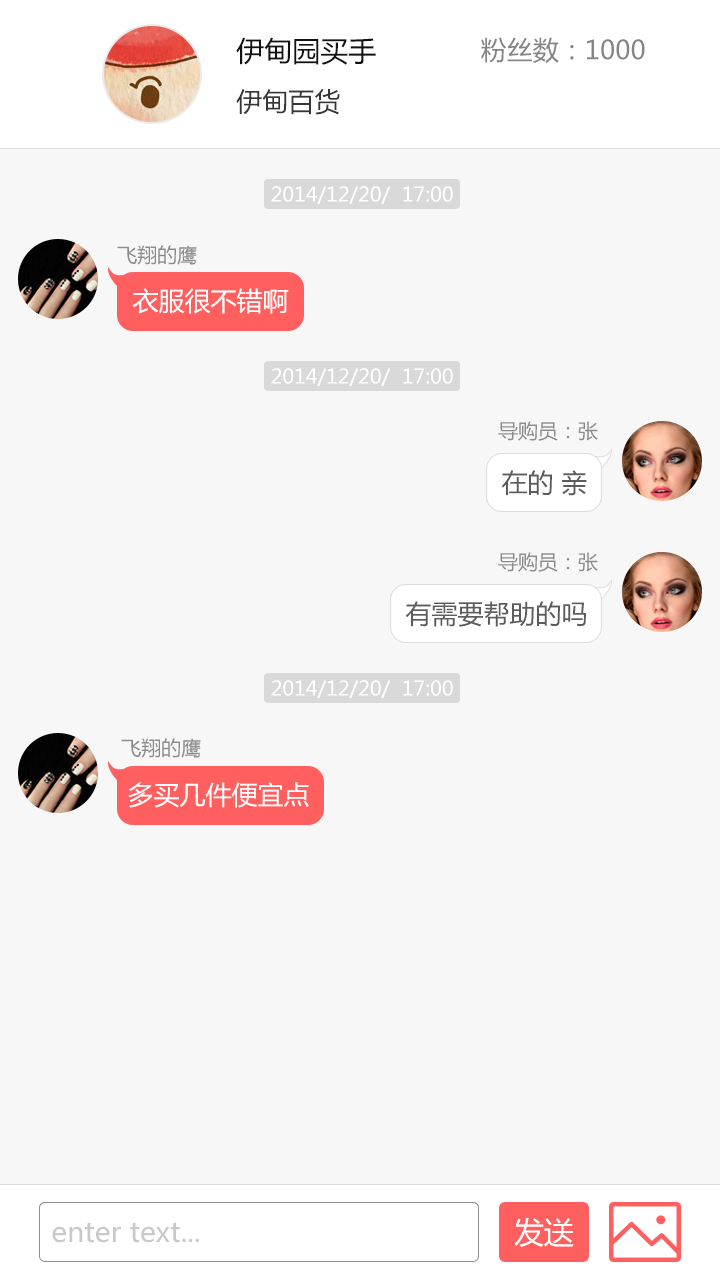 伊甸园买手
粉丝数：1000
伊甸百货
2014/12/20/ 17:00
飞翔的鹰
衣服很不错啊
2014/12/20/ 17:00
导购员：张
在的 亲
导购员：张
有需要帮助的吗
2014/12/20/ 17:00
飞翔的鹰
多买几件便宜点
enter text...
发送